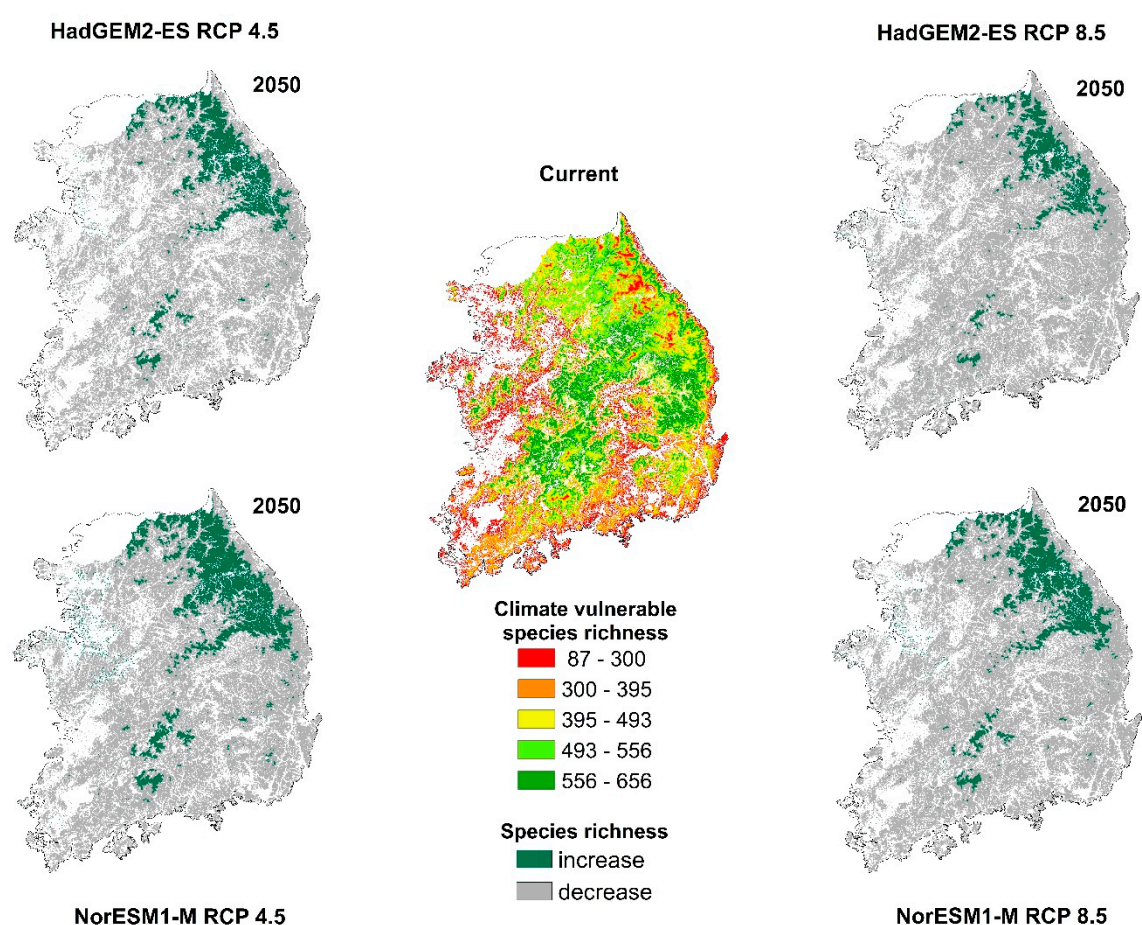 HadGEM2-ES RCP 4.5
2050
HadGEM2-ES RCP 8.5
2050
Current
2050
2050
Climate vulnerable
species richness
87 - 300
300 - 395
395 - 493
493 - 556
556 - 656
Species richness
increase
decrease
NorESM1-M RCP 4.5
NorESM1-M RCP 8.5